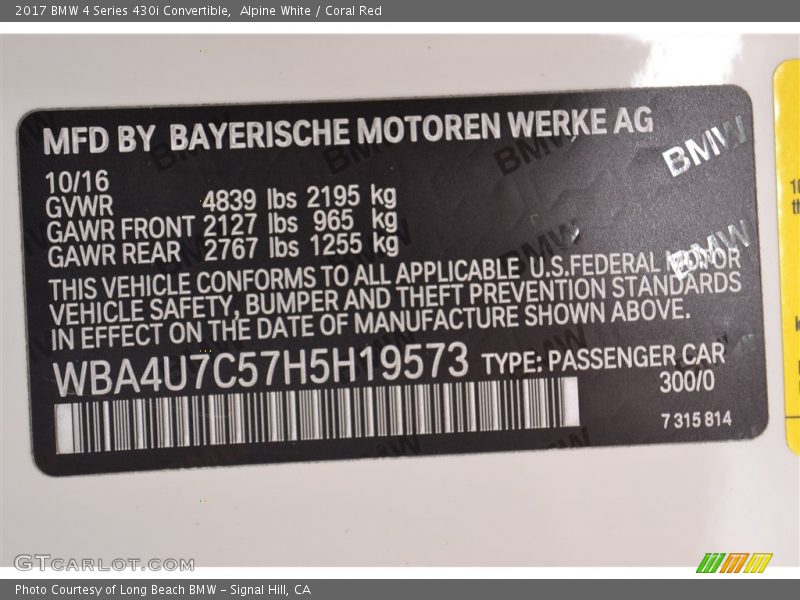 2017 BMW 4 Series 430i Convertible,  Alpine White / Coral Red
MFD BY BAYERISCHE MOTOREN WERKE AG
BMW
10/16
GVWR 4839 lbs 2195 kg
GAWR FRONT 2127 lbs 965 kg
GAWR REAR 2767 lbs 1255 kg
BMW
THIS VEHICLE CONFORMS TO ALL APPLICABLE U.S.FEDERAL MOTOR
VEHICLE SAFETY, BUMPER AND THEFT PREVENTION STANDARDS
IN EFFECT ON THE DATE OF MANUFACTURE SHOWN ABOVE.
WBA4U7C57H5H19573 TYPE: PASSENGER CAR
300/0
7 315 814
GTcarlot.com
Photo Courtesy of Long Beach BMW – Signal Hill, CA